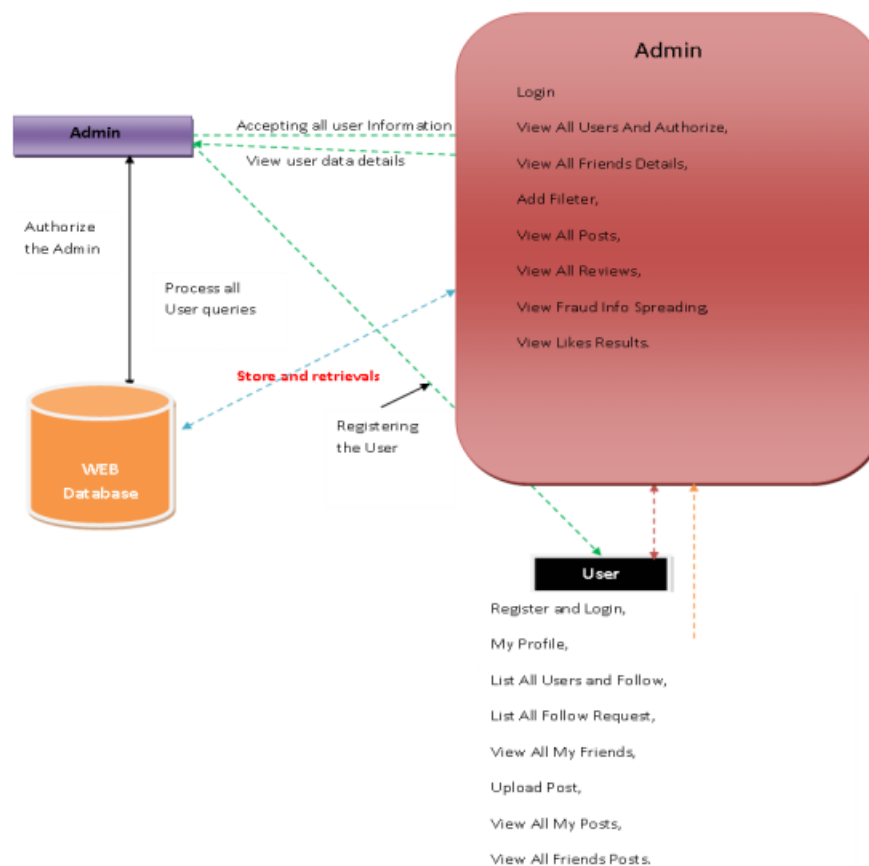 Admin
Login
View All Users And Authorize,
View All Friends Details,
Add Fileter,
View All Posts,
View All Reviews,
View Fraud Info Spreading,
View Likes Results.
Admin
Accepting all user Information
View user data details
Authorize
the Admin
Process all
User queries
Store and retrievals
Registering
the User
WEB
Database
User
Register and Login,
My Profile,
List All Users and Follow,
List All Follow Request,
View All My Friends,
Upload Post,
View All My Posts,
View All Friends Posts.